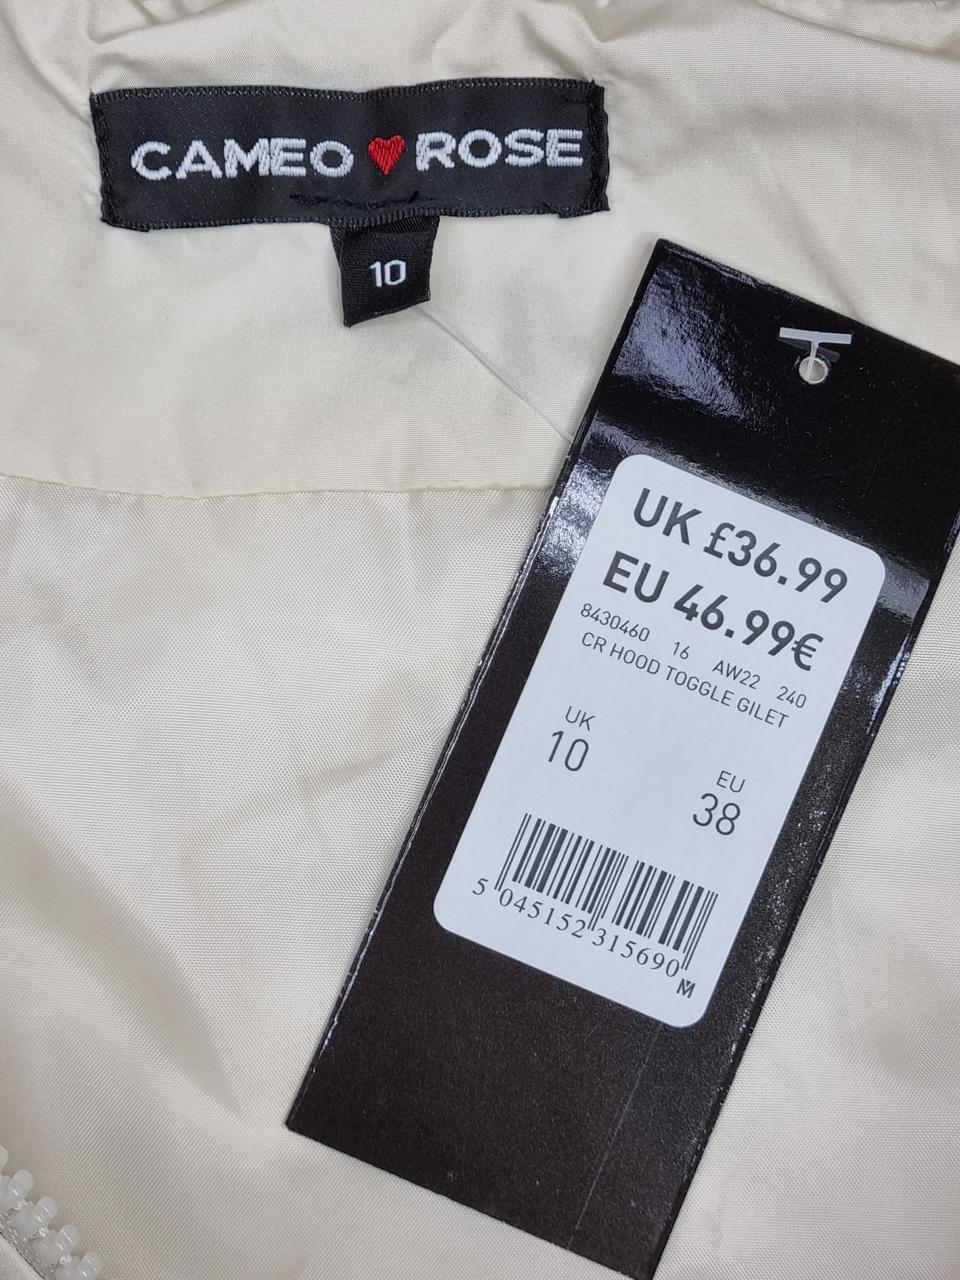 CAMEO ROSE
10
UK £36.99
EU 46.99€
8430460 16 AW22 240
CR HOOD TOGGLE GILET
UK
10
EU
38
5 045152 315690
M